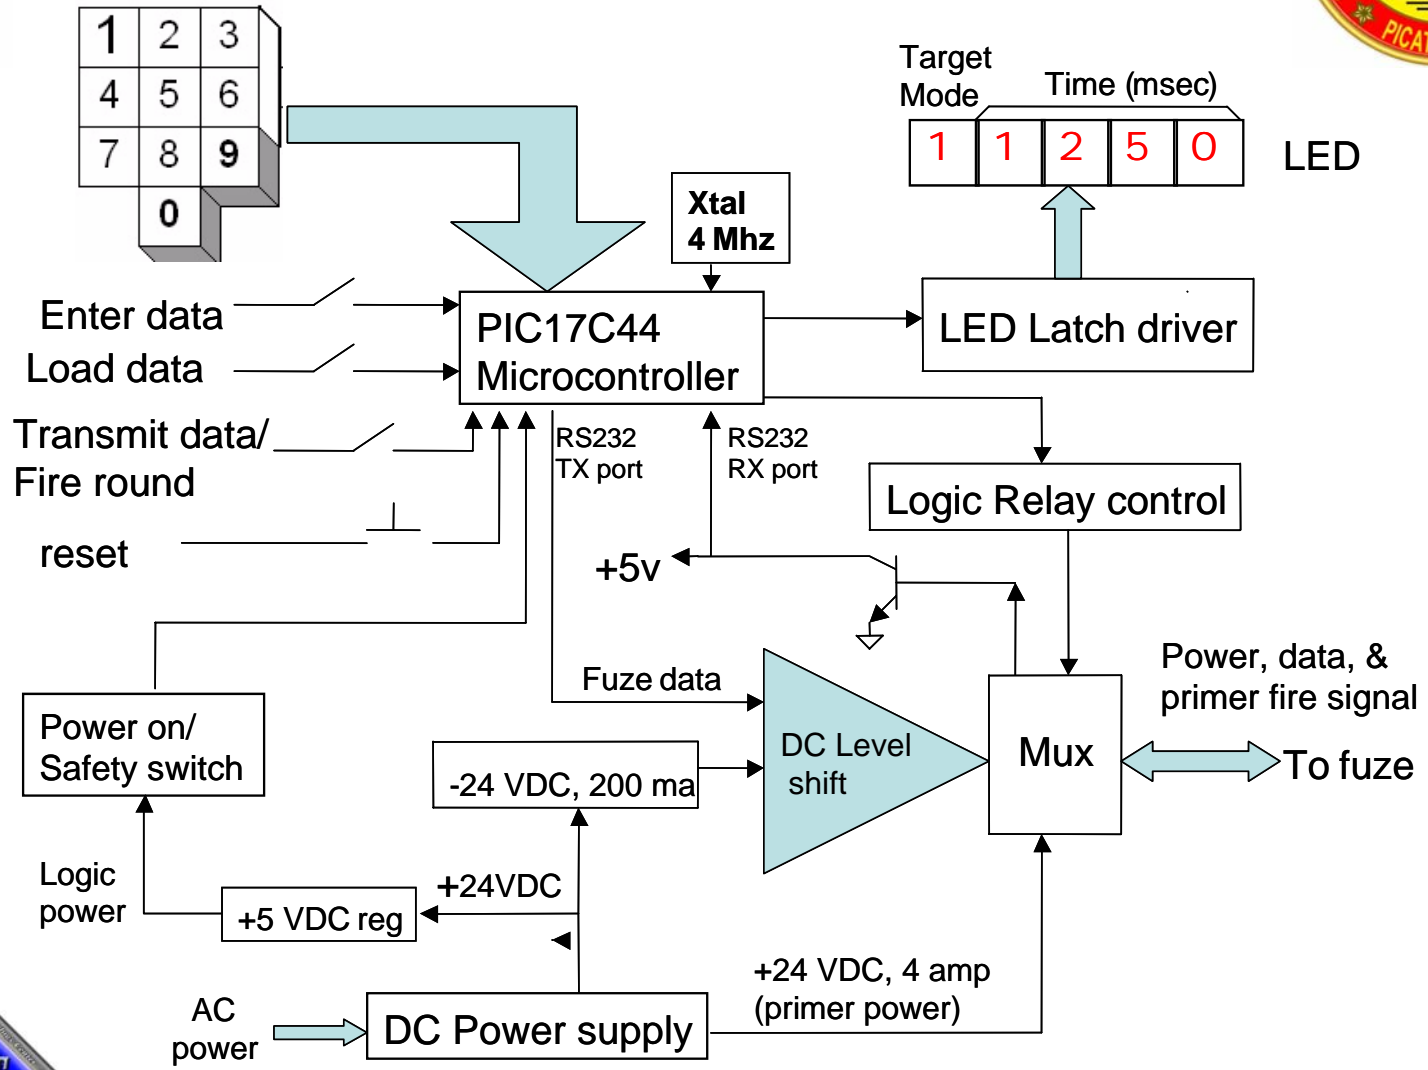 1 2 3
4 5 6
7 8 9
0
Target
Mode
Time (msec)
1 1 2 5 0
LED
Xtal
4 Mhz
Enter data
Load data
Transmit data/
Fire round
reset
PIC17C44
Microcontroller
LED Latch driver
RS232
TX port
RS232
RX port
Logic Relay control
+5v
Fuze data
Power, data, &
primer fire signal
To fuze
Power on/
Safety switch
-24 VDC, 200 ma
DC Level
shift
Mux
Logic
power
+24VDC
+5 VDC reg
+24 VDC, 4 amp
(primer power)
AC
power
DC Power supply